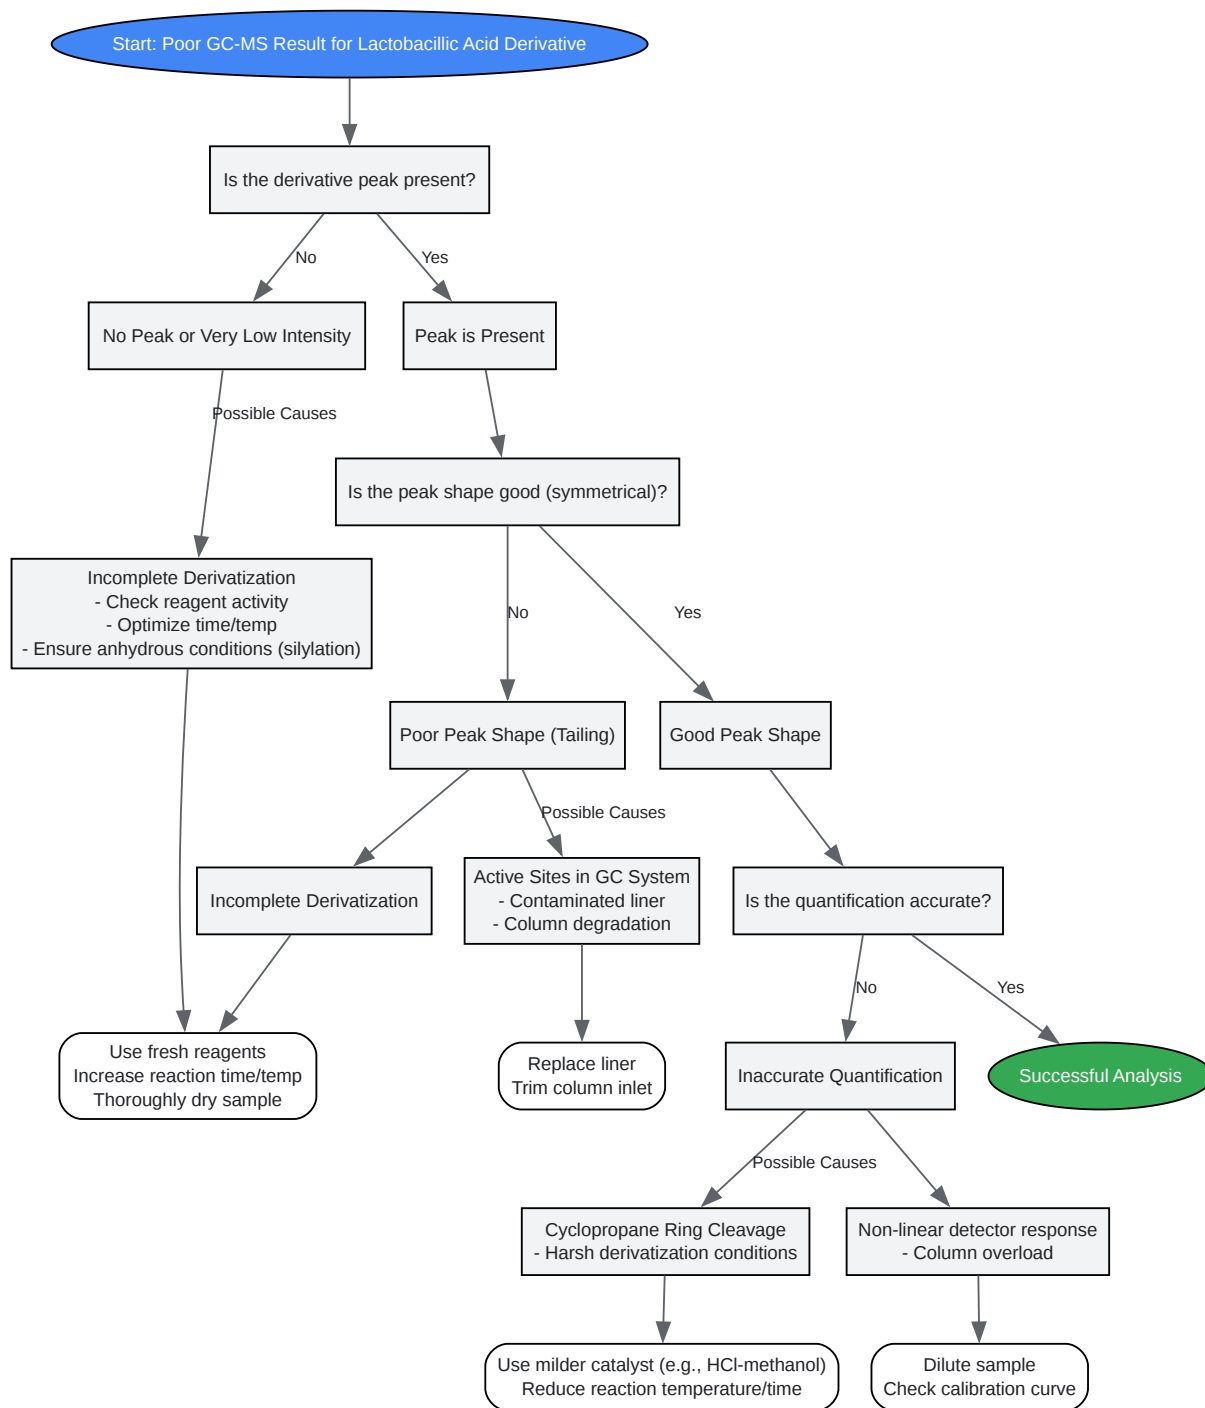 Start: Poor GC-MS Result for Lactobacillic Acid Derivative
Is the derivative peak present?
No
Yes
No Peak or Very Low Intensity
Peak is Present
Possible Causes
Is the peak shape good (symmetrical)?
Incomplete Derivatization
- Check reagent activity
- Optimize time/temp
- Ensure anhydrous conditions (silylation)
No
Yes
Poor Peak Shape (Tailing)
Good Peak Shape
Possible Causes
Incomplete Derivatization
Active Sites in GC System
- Contaminated liner
- Column degradation
Is the quantification accurate?
No
Yes
Use fresh reagents
Increase reaction time/temp
Thoroughly dry sample
Replace liner
Trim column inlet
Inaccurate Quantification
Successful Analysis
Possible Causes
Cyclopropane Ring Cleavage
- Harsh derivatization conditions
Non-linear detector response
- Column overload
Use milder catalyst (e.g., HCl-methanol)
Reduce reaction temperature/time
Dilute sample
Check calibration curve